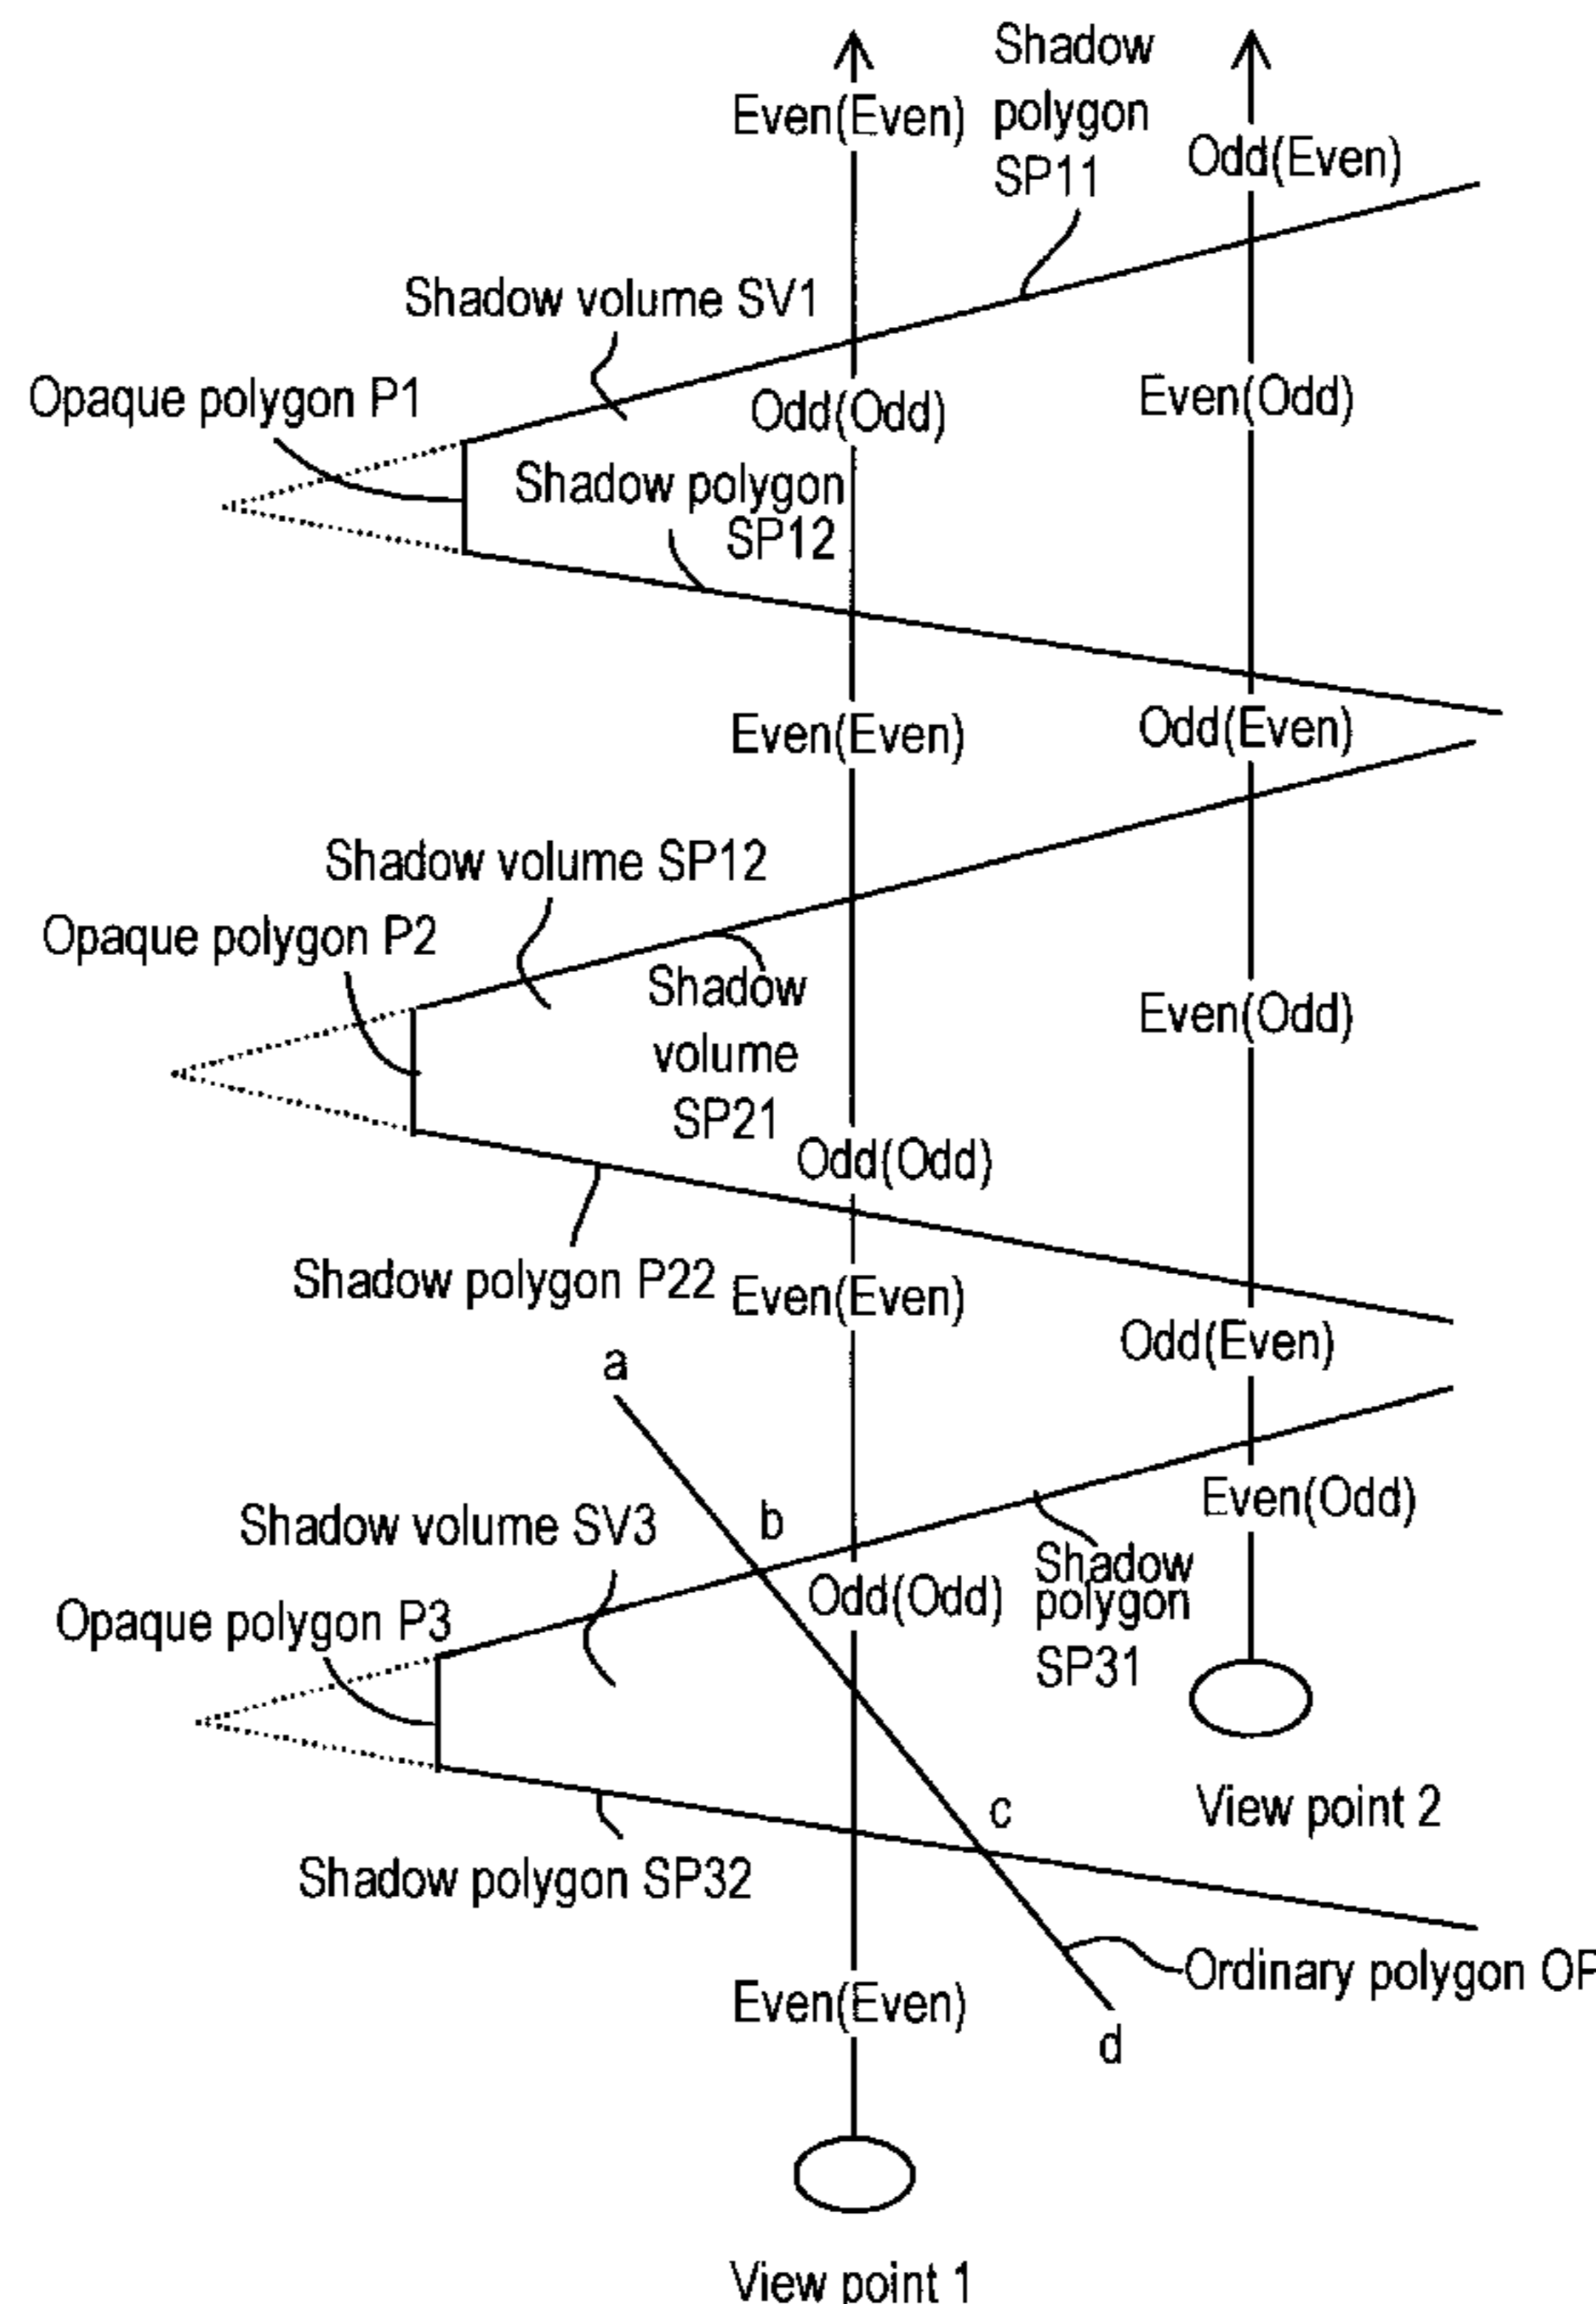 Shadow
polygon
SP11
Even(Even)
Odd(Even)
Shadow volume SV1
Opaque polygon P1
Odd(Odd)
Even(Odd)
Shadow polygon
SP12
Even(Even)
Odd(Even)
Shadow volume SP12
Opaque polygon P2
Shadow
volume
SP21
Even(Odd)
Odd(Odd)
Shadow polygon P22
Even(Even)
Odd(Even)
a
b
Shadow volume SV3
Even(Odd)
Shadow
polygon
SP31
Odd(Odd)
Opaque polygon P3
View point 2
c
Shadow polygon SP32
Ordinary polygon OP
Even(Even)
d
View point 1